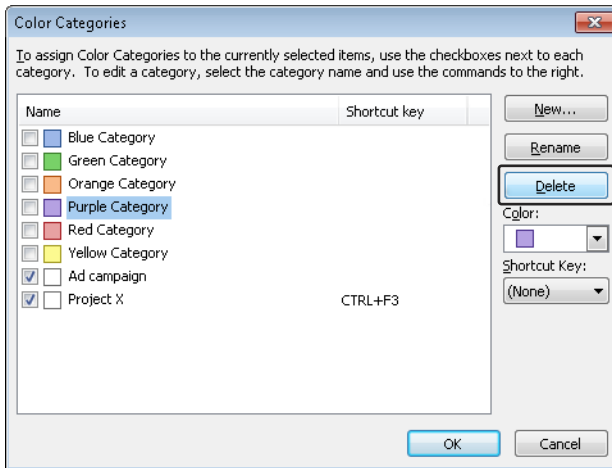 Color Categories
To assign Color Categories to the currently selected items, use the checkboxes next to each
category. To edit a category, select the category name and use the commands to the right.
Name Shortcut key
New...
Blue Category
Green Category
Rename
Orange Category
Delete
Purple Category
Color:
Red Category
Yellow Category
Shortcut Key:
Ad campaign
(None)
Project X CTRL+F3
OK Cancel